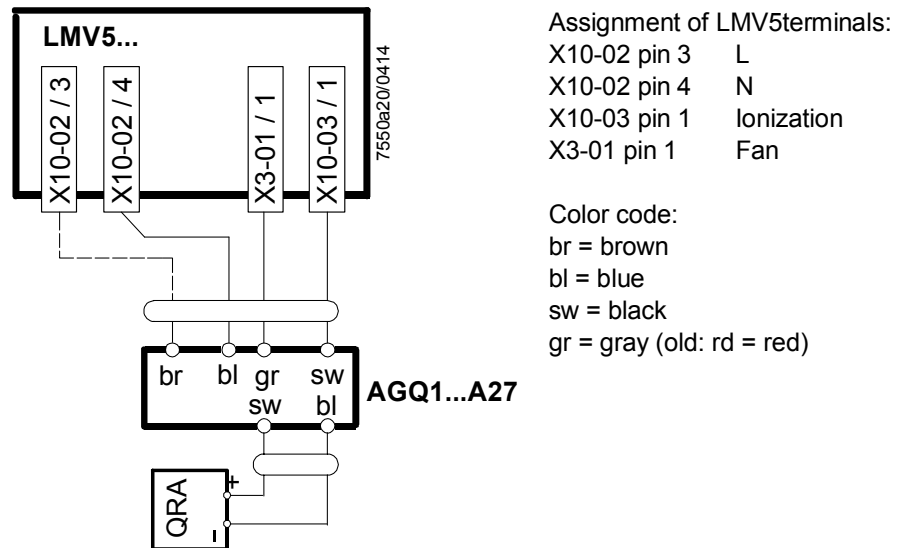 LMV5...
X10-02 / 3
X10-02 / 4
X3-01 / 1
X10-03 / 1
7550a20/0414
br bl gr sw
sw bl
AGQ1...A27
QRA
+
-
Assignment of LMV5terminals:
X10-02 pin 3 L
X10-02 pin 4 N
X10-03 pin 1 Ionization
X3-01 pin 1 Fan
Color code:
br = brown
bl = blue
sw = black
gr = gray (old: rd = red)